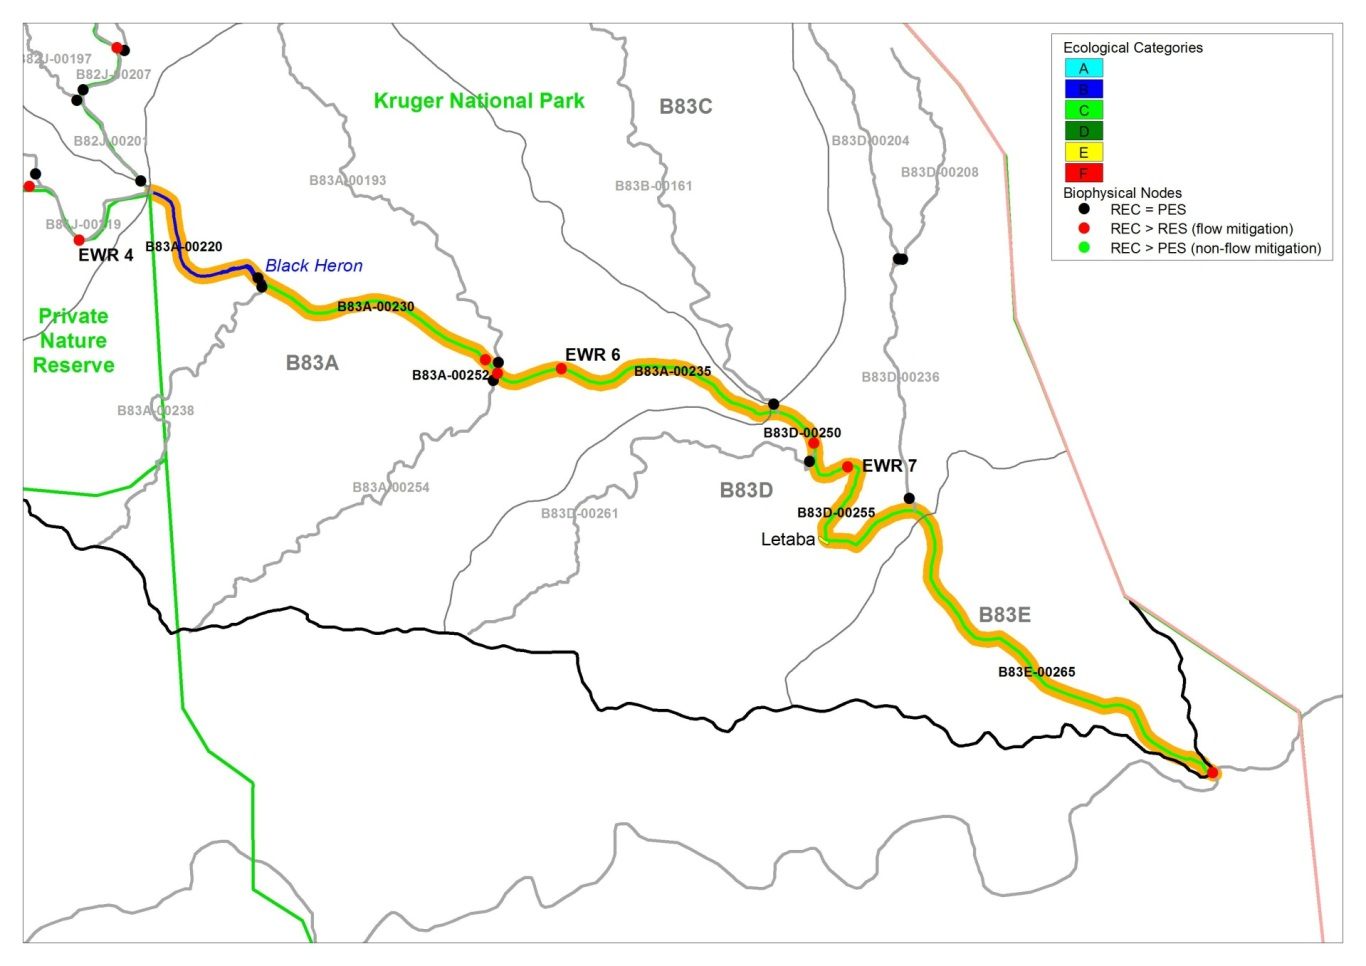 Ecological Categories
A
B
C
D
E
F
Biophysical Nodes
REC = PES
REC > RES (flow mitigation)
REC > PES (non-flow mitigation)
B82J-00197
B82J-00207
B82J-00201
Kruger National Park
B83C
B83D-00204
B83D-00208
B83A-00193
B83B-00161
EWR 4
B83A-00220
Black Heron
B83A-00230
Private
Nature
Reserve
B83A
EWR 6
B83A-00252
B83A-00235
B83D-00236
B83A-00238
B83D-00250
EWR 7
B83A-00254
B83D
B83D-00261
B83D-00255
Letaba
B83E
B83E-00265